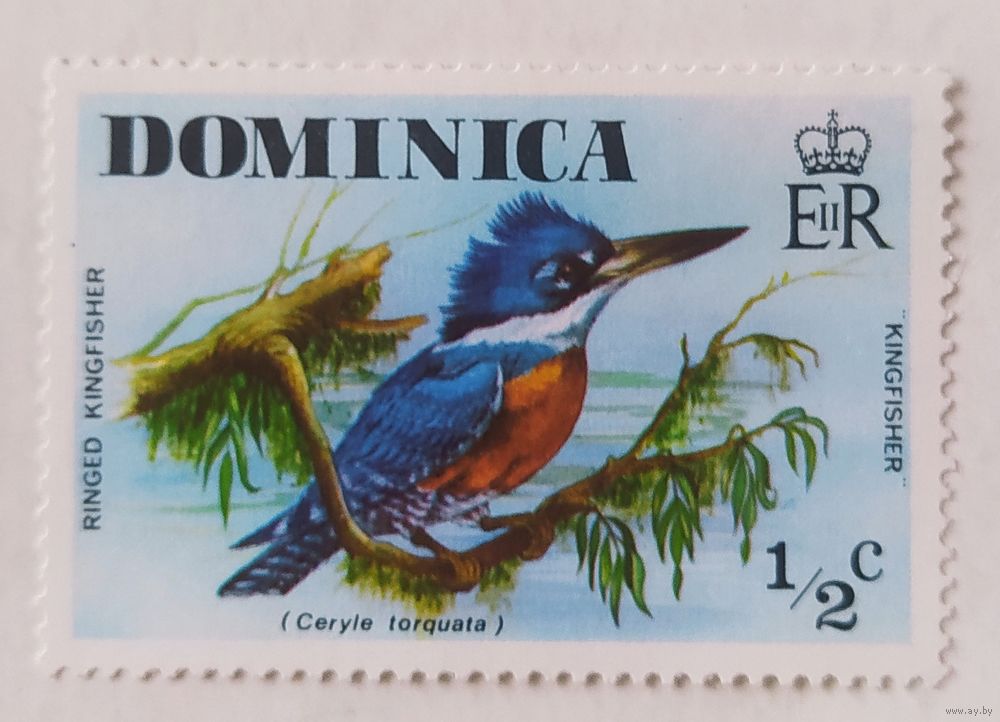 DOMINICA
EIIR
RINGED KINGFISHER
"KINGFISHER"
1/2c
(Ceryle torquata)
www.ay.by